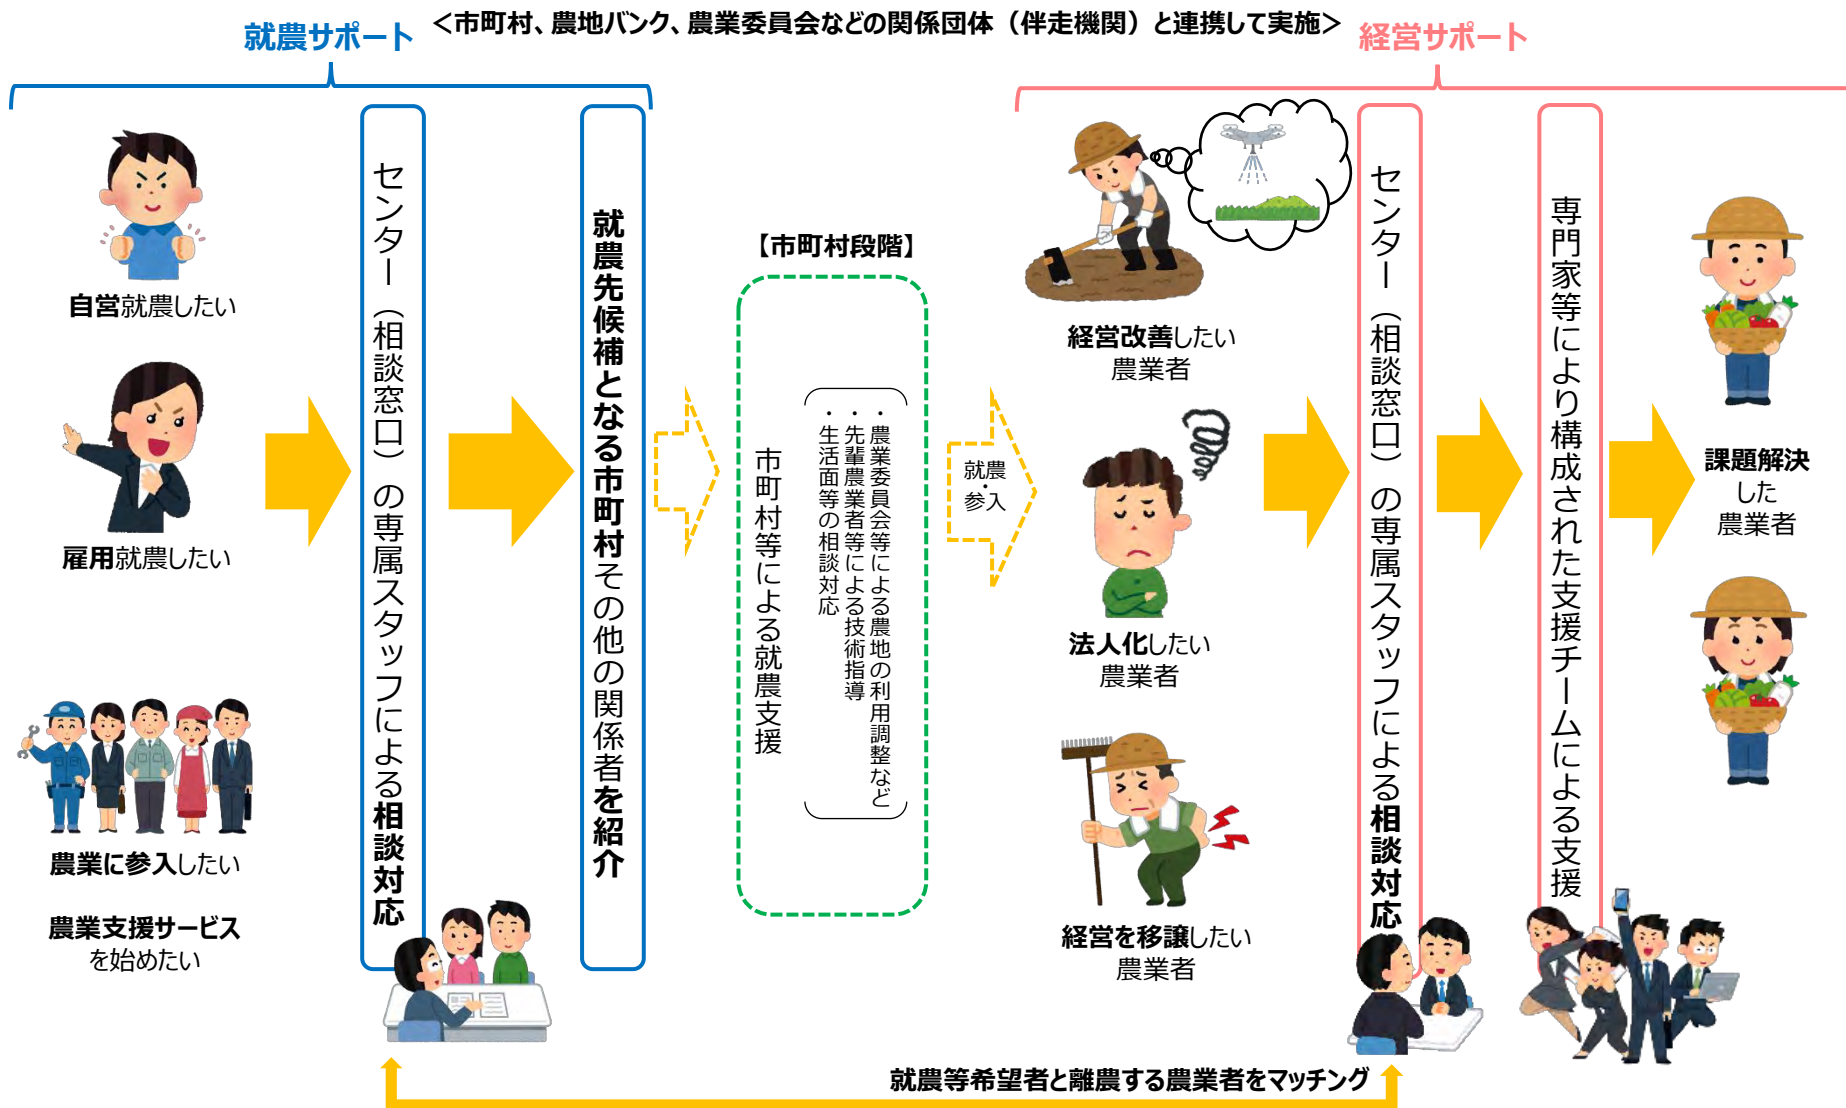 ＜市町村、農地バンク、農業委員会などの関係団体（伴走機関）と連携して実施＞
就農サポート
自営就農したい
雇用就農したい
農業に参入したい
農業支援サービス
を始めたい
センター（相談窓口）の専属スタッフによる相談対応
就農先候補となる市町村その他の関係者を紹介
【市町村段階】
・農業委員会等による農地の利用調整など
・先輩農業者等による技術指導
・生活面等の相談対応
市町村等による就農支援
就農
・
参入
経営サポート
経営改善したい
農業者
法人化したい
農業者
経営を移譲したい
農業者
センター（相談窓口）の専属スタッフによる相談対応
専門家等により構成された支援チームによる支援
課題解決
した
農業者
就農等希望者と離農する農業者をマッチング